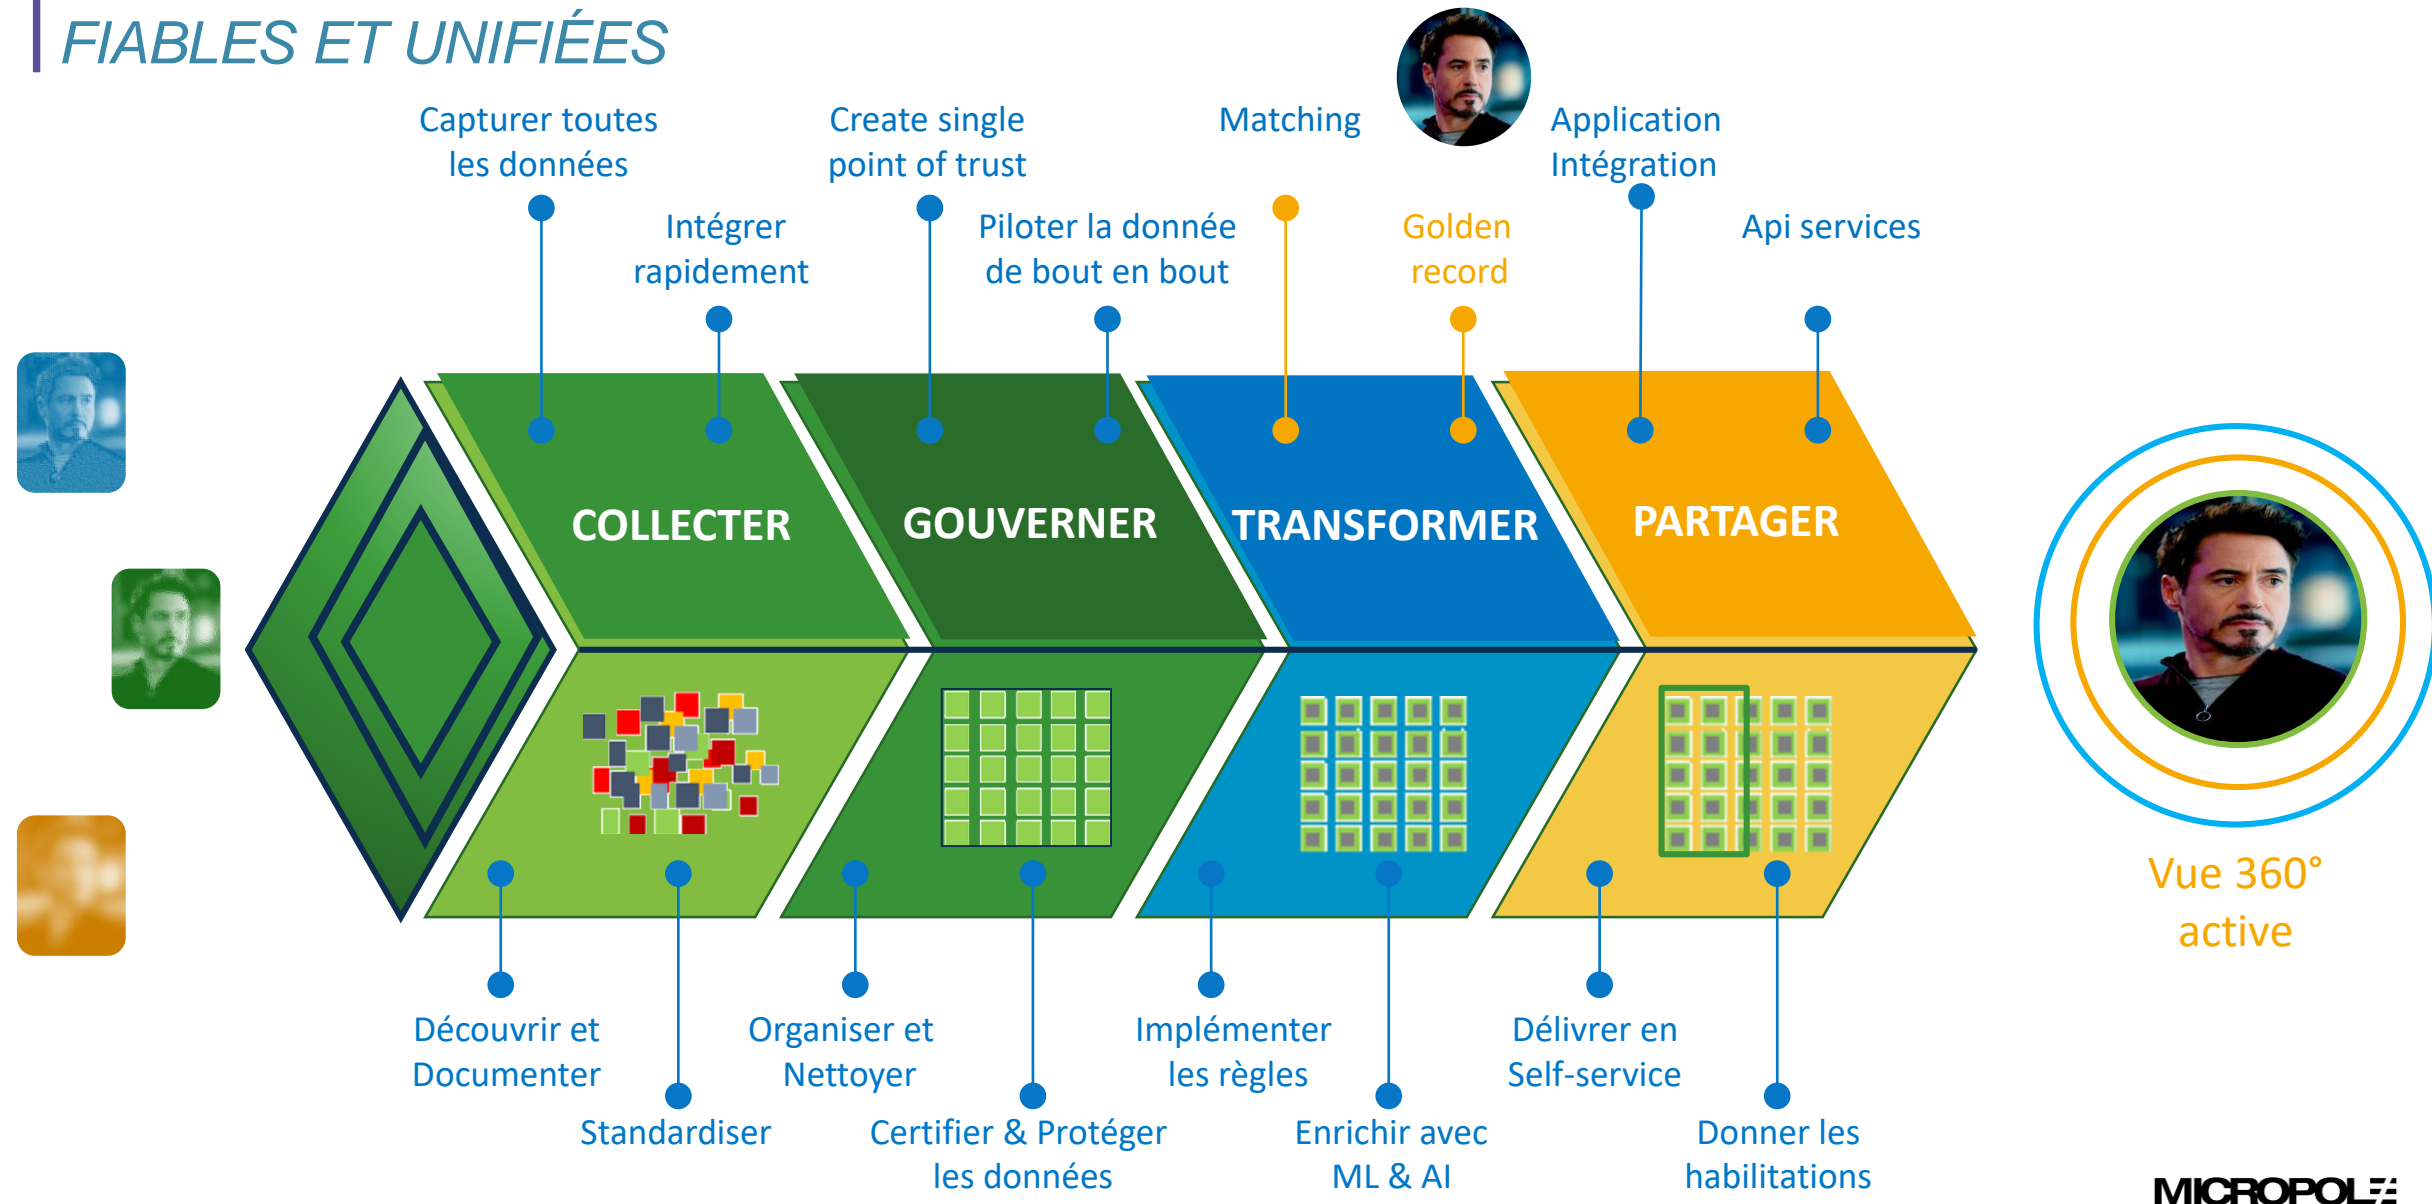 FIABLES ET UNIFIÉES
Capturer toutes
les données
Intégrer
rapidement
Create single
point of trust
Piloter la donnée
de bout en bout
Matching
Golden
record
Application
Intégration
Api services
COLLECTER
GOUVERNER
TRANSFORMER
PARTAGER
Découvrir et
Documenter
Standardiser
Organiser et
Nettoyer
Certifier & Protéger
les données
Implémenter
les règles
Enrichir avec
ML & AI
Délivrer en
Self-service
Donner les
habilitations
Vue 360°
active
MICROPOLE